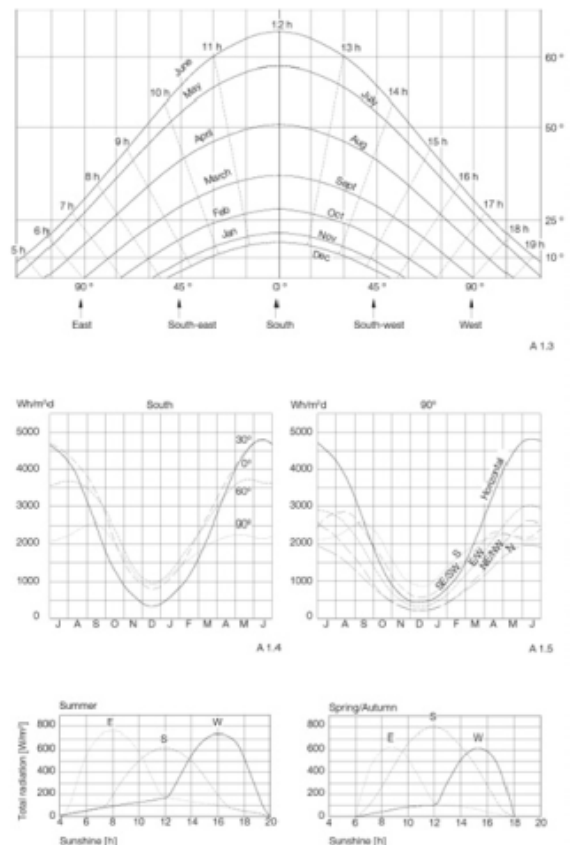 12 h
11 h
13 h
June
60 °
10 h
May
July
14 h
50 °
9 h
April
Aug
15 h
8 h
March
Sept
16 h
7 h
Feb
Oct
17 h
25 °
6 h
Jan
Nov
18 h
5 h
Dec
19 h
10 °
90 °
45 °
0 °
45 °
90 °
East
South-east
South
South-west
West
A 1.3
Wh/m²d
South
5000
4000
3000
2000
1000
0
30°
0°
60°
90°
J A S O N D J F M A M J
A 1.4
Wh/m²d
90°
5000
4000
3000
2000
1000
0
Horizontal
S
SE/SW
E/W
NE/NW
N
J A S O N D J F M A M J
A 1.5
Summer
Total radiation [W/m²]
800
600
400
200
0
E
S
W
4 6 8 10 12 14 16 18 20
Sunshine [h]
Spring/Autumn
800
600
400
200
0
S
E
W
4 6 8 10 12 14 16 18 20
Sunshine [h]